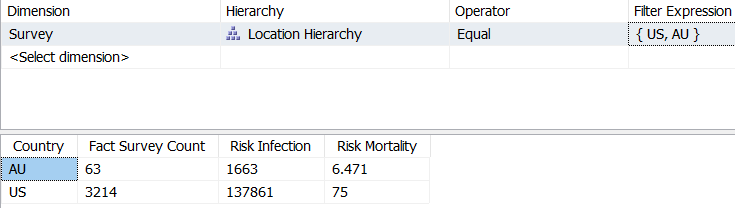 Dimension Hierarchy Operator Filter Expression
Survey Location Hierarchy Equal { US, AU }
<Select dimension>
Country Fact Survey Count Risk Infection Risk Mortality
AU 63 1663 6.471
US 3214 137861 75